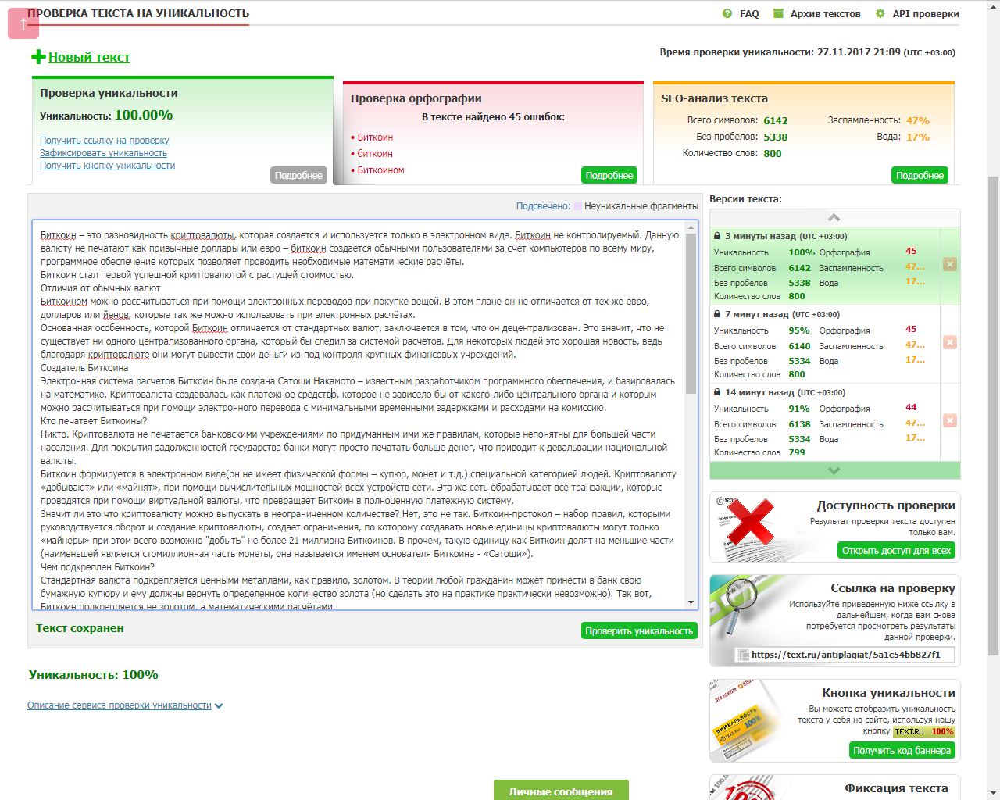 ПРОВЕРКА ТЕКСТА НА УНИКАЛЬНОСТЬ
FAQ
Архив текстов
API проверки
Новый текст
Время проверки уникальности: 27.11.2017 21:09 (UTC +03:00)
Проверка уникальности
Уникальность: 100.00%
Получить ссылку на проверку
Зафиксировать уникальность
Получить кнопку уникальности
Подробнее
Проверка орфографии
В тексте найдено 45 ошибок:
• Биткоин
• биткоин
• Биткоином
Подробнее
SEO-анализ текста
Всего символов: 6142
Без пробелов: 5338
Количество слов: 800
Заспамленность: 47%
Вода: 17%
Подробнее
Подсвечено: Неуникальные фрагменты
Биткоин – это разновидность криптовалюты, которая создается и используется только в электронном виде. Биткоин не контролируемый. Данную
валюту не печатают как привычные доллары или евро – биткоин создается обычными пользователями за счет компьютеров по всему миру,
программное обеспечение которых позволяет проводить необходимые математические расчёты.
Биткоин стал первой успешной криптовалютой с растущей стоимостью.
Отличия от обычных валют
Биткоином можно рассчитываться при помощи электронных переводов при покупке вещей. В этом плане он не отличается от тех же евро,
долларов или йенов, которые так же можно использовать при электронных расчётах.
Основанная особенность, которой Биткоин отличается от стандартных валют, заключается в том, что он децентрализован. Это значит, что не
существует ни одного централизованного органа, который бы следил за системой расчётов. Для некоторых людей это хорошая новость, ведь
благодаря криптовалюте они могут вывести свои деньги из-под контроля крупных финансовых учреждений.
Создатель Биткоина
Электронная система расчетов Биткоин была создана Сатоши Накамото – известным разработчиком программного обеспечения, и базировалась
на математике. Криптовалюта создавалась как платежное средство, которое не зависело бы от какого-либо центрального органа и которым
можно рассчитываться при помощи электронного перевода с минимальными временными задержками и расходами на комиссию.
Кто печатает Биткоины?
Никто. Криптовалюта не печатается банковскими учреждениями по придуманным ими же правилам, которые непонятны для большей части
населения. Для покрытия задолженностей государства банки могут просто печатать больше денег, что приводит к девальвации национальной
валюты.
Биткоин формируется в электронном виде(он не имеет физической формы – купюр, монет и т.д.) специальной категорией людей. Криптовалюту
«добывают» или «майнят», при помощи вычислительных мощностей всех устройств сети. Эта же сеть обрабатывает все транзакции, которые
проводятся при помощи виртуальной валюты, что превращает Биткоин в полноценную платежную систему.
Значит ли это что криптовалюту можно выпускать в неограниченном количестве? Нет, это не так. Биткоин-протокол – набор правил, которыми
руководствуется оборот и создание криптовалюты, создает ограничения, по которому создавать новые единицы криптовалюты могут только
«майнеры» при этом всего возможно "добыть" не более 21 миллиона Биткоинов. В прочем, такую единицу как Биткоин делят на меньшие части
(наименьшей является стомиллионная часть монеты, она называется именем основателя Биткоина - «Сатоши»).
Чем подкреплен Биткоин?
Стандартная валюта подкрепляется ценными металлами, как правило, золотом. В теории любой гражданин может принести в банк свою
бумажную купюру и ему должны вернуть определенное количество золота (но сделать это на практике практически невозможно). Так вот,
Биткоин подкрепляется не золотом, а математическими расчётами.
Текст сохранен
Проверить уникальность
Уникальность: 100%
Описание сервиса проверки уникальности
Версии текста:
3 минуты назад (UTC +03:00)
Уникальность 100% Орфография 45
Всего символов 6142 Заспамленность 47...
Без пробелов 5338 Вода 17...
Количество слов 800
7 минут назад (UTC +03:00)
Уникальность 95% Орфография 45
Всего символов 6140 Заспамленность 47...
Без пробелов 5334 Вода 17...
Количество слов 800
14 минут назад (UTC +03:00)
Уникальность 91% Орфография 44
Всего символов 6138 Заспамленность 47...
Без пробелов 5334 Вода 17...
Количество слов 799
Доступность проверки
Результат проверки текста доступен
только вам.
Открыть доступ для всех
Ссылка на проверку
Используйте приведенную ниже ссылку в
дальнейшем, когда вам снова
потребуется просмотреть результаты
данной проверки.
https://text.ru/antiplagiat/5a1c54bb827f1
Кнопка уникальности
Вы можете отобразить уникальность
текста у себя на сайте, используя нашу
кнопку TEXT.RU 100%
УНИКАЛЬНОСТЬ
100%
Получить код баннера
Фиксация текста
Личные сообщения